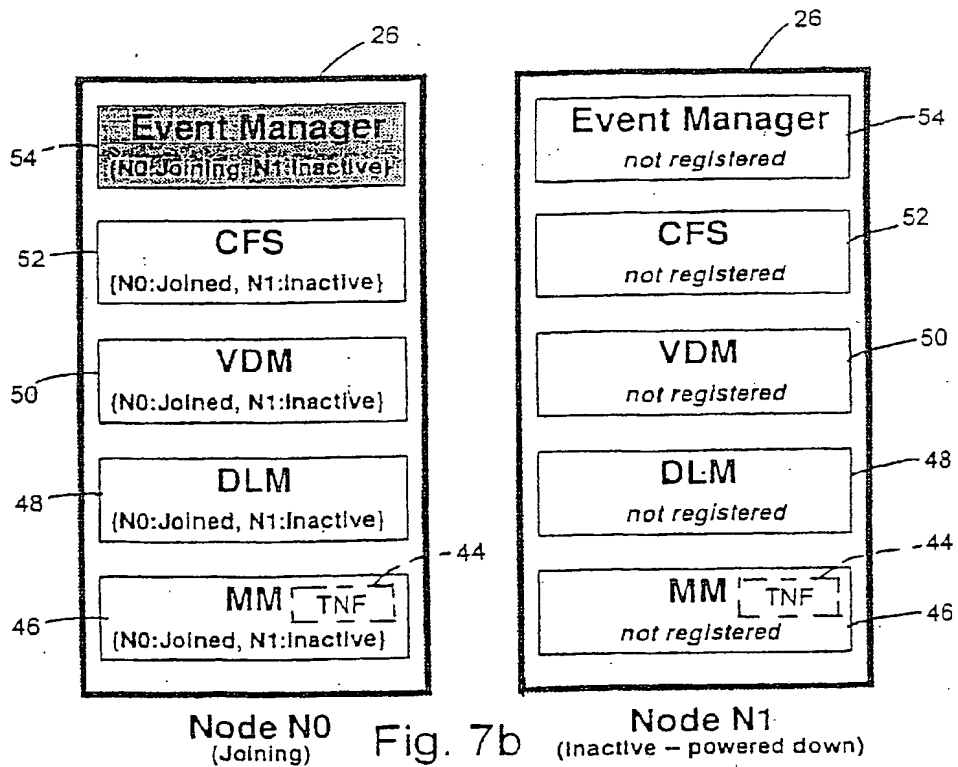 26
Event Manager
{N0:Joining, N1:Inactive}
54
CFS
{N0:Joined, N1:Inactive}
52
VDM
{N0:Joined, N1:Inactive}
50
DLM
{N0:Joined, N1:Inactive}
48
44
MM
TNF
{N0:Joined, N1:Inactive}
46
Node N0
(Joining)
26
Event Manager
not registered
54
CFS
not registered
52
VDM
not registered
50
DLM
not registered
48
44
MM
TNF
not registered
46
Node N1
(Inactive – powered down)
Fig. 7b